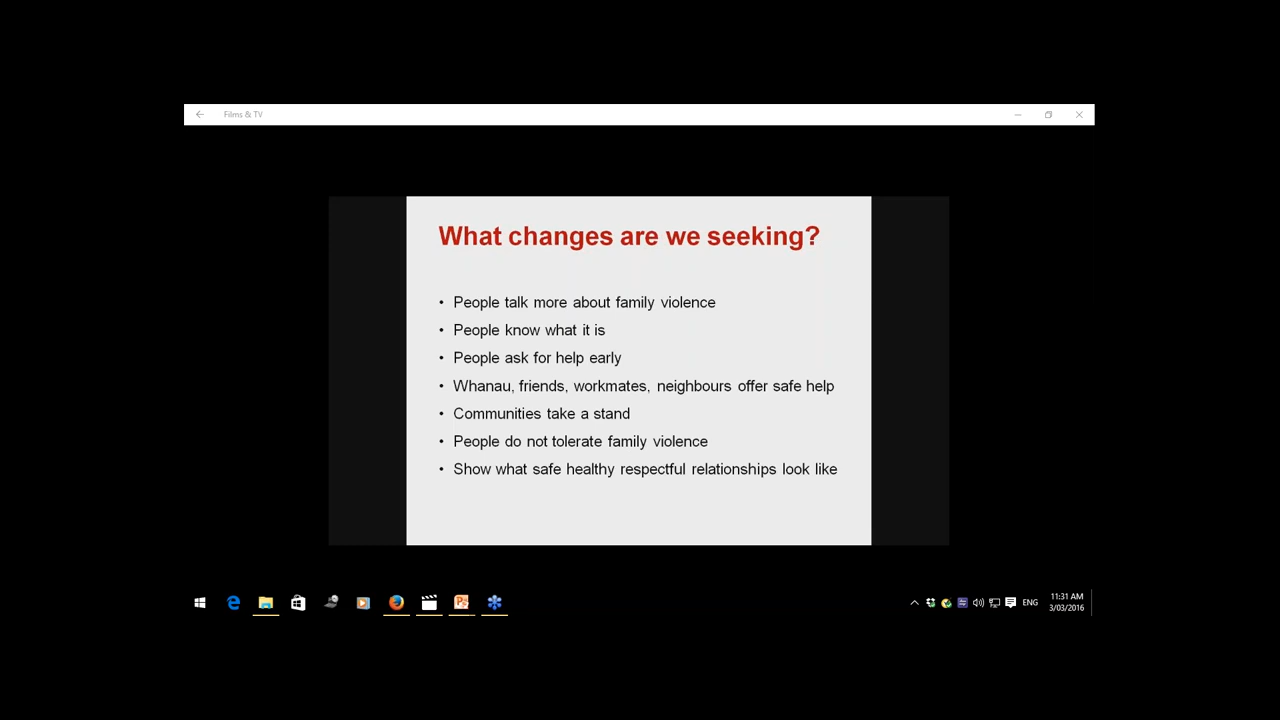 Films & TV
What changes are we seeking?
• People talk more about family violence
• People know what it is
• People ask for help early
• Whanau, friends, workmates, neighbours offer safe help
• Communities take a stand
• People do not tolerate family violence
• Show what safe healthy respectful relationships look like
ENG
11:31 AM
3/03/2016